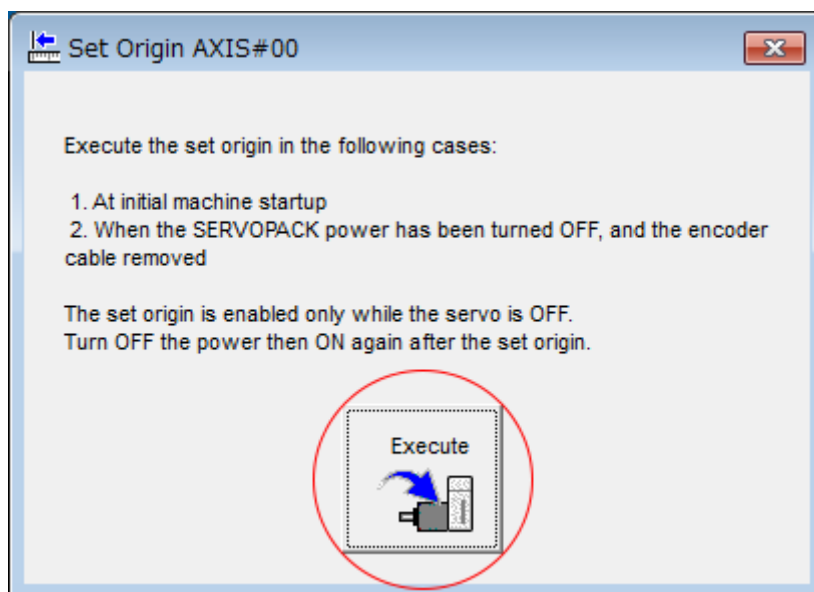 Set Origin AXIS#00
Execute the set origin in the following cases:
1. At initial machine startup
2. When the SERVOPACK power has been turned OFF, and the encoder
cable removed
The set origin is enabled only while the servo is OFF.
Turn OFF the power then ON again after the set origin.
Execute